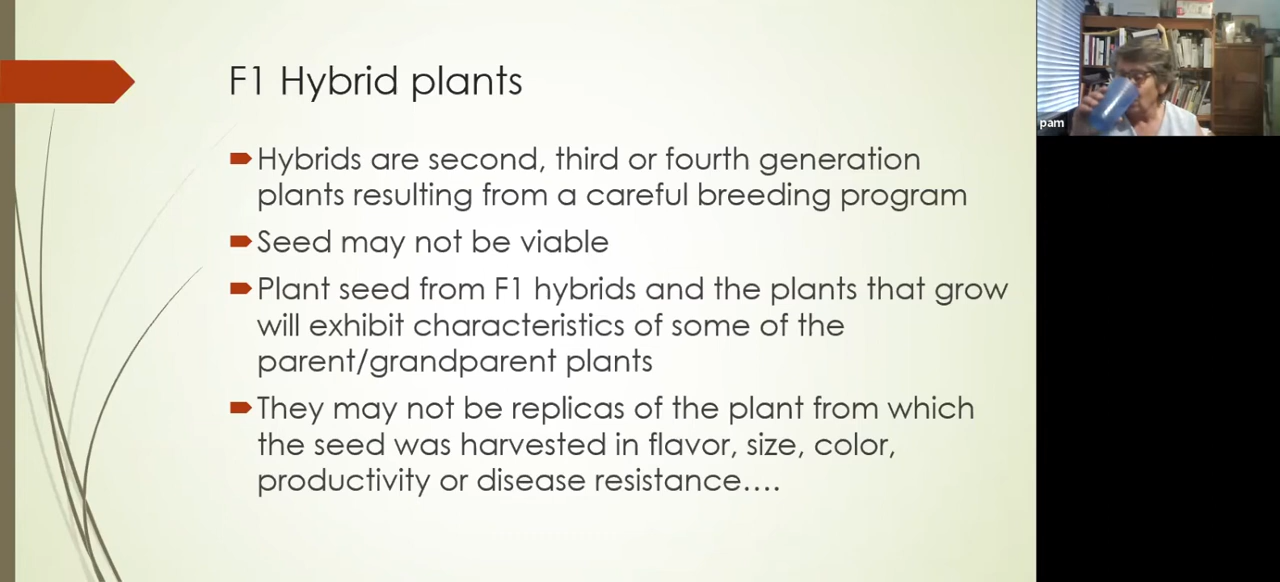 F1 Hybrid plants
Hybrids are second, third or fourth generation
plants resulting from a careful breeding program
Seed may not be viable
Plant seed from F1 hybrids and the plants that grow
will exhibit characteristics of some of the
parent/grandparent plants
They may not be replicas of the plant from which
the seed was harvested in flavor, size, color,
productivity or disease resistance….
pam